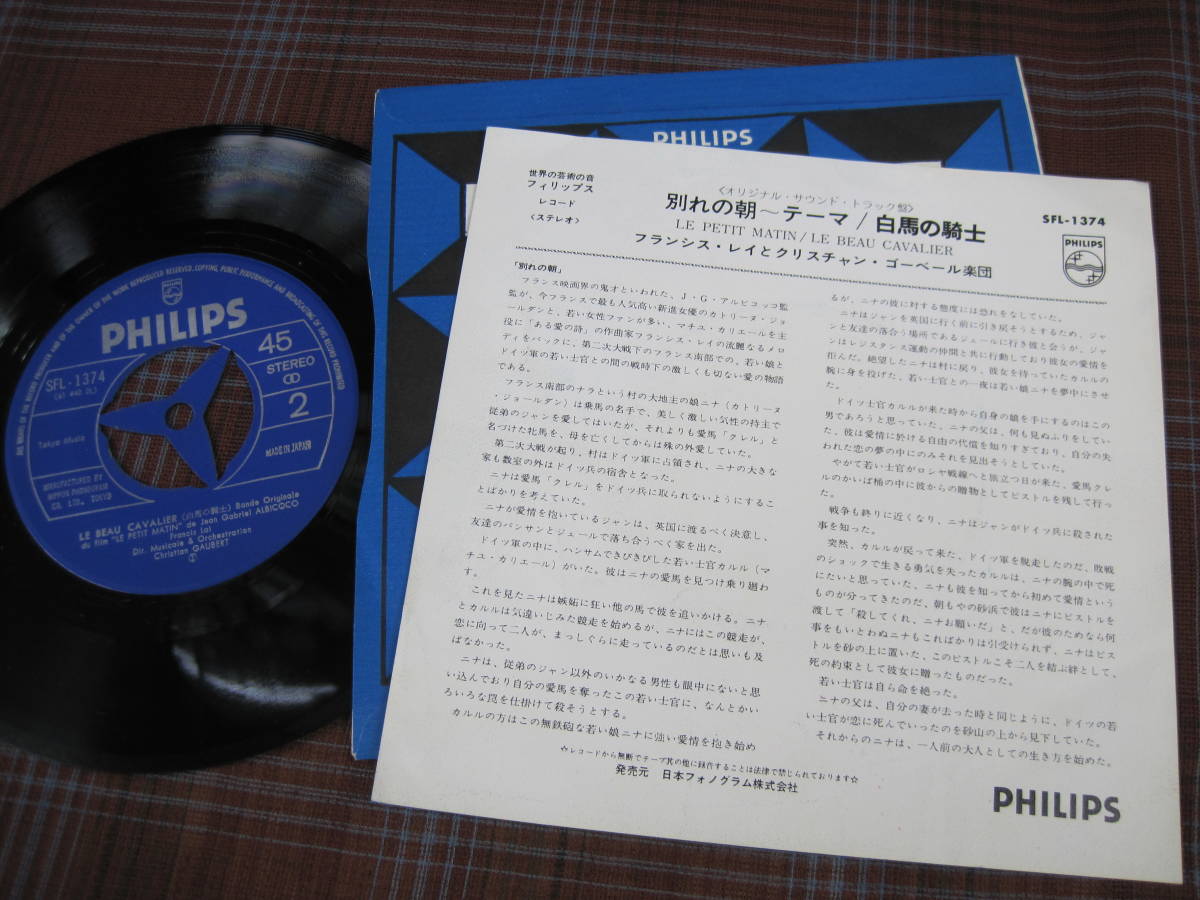 PHILIPS
世界の芸術の音
フィリップス
レコード
〈ステレオ〉
〈オリジナル・サウンド・トラック盤〉
別れの朝～テーマ/白馬の騎士
LE PETIT MATIN/LE BEAU CAVALIER
フランシス・レイとクリスチャン・ゴーベール楽団
SFL-1374
PHILIPS
「別れの朝」
フランス映画界の鬼才といわれた、J・G・アルビコッコ監
監が、今フランスで最も人気高い新進女優のカトリーヌ・ジョ
ールダンと、若い女性ファンが多い、マチユ・カリエールを主
役に「ある愛の詩」の作曲家フランシス・レイの流麗なるメロ
ディをバックに、第二次大戦下のフランス南部での、若い娘と
ドイツ軍の若い士官との間の戦時下の激しくも切ない愛の物語
である。
フランス南部のナラという村の大地主の娘ニナ(カトリーヌ
・ジョールダン)は乗馬の名手で、美しく激しい気性の持主で
従弟のジャンを愛してはいたが、それよりも愛馬「クレル」と
名づけた牝馬を、母を亡くしてからは殊の外愛していた。
第二次大戦が起り、村はドイツ軍に占領され、ニナの大きな
家も数室の外はドイツ兵の宿舎となった。
ニナは愛馬「クレル」をドイツ兵に取られないようにするこ
とばかりを考えていた。
ニナが愛情を抱いているジャンは、英国に渡るべく決意し、
友達のバンサンとジュールで落ち合うべく家を出た。
ドイツ軍の中に、ハンサムできびきびした若い士官カルル(マ
チユ・カリエール)がいた。彼はニナの愛馬を見つけ乗り廻わ
す。
これを見たニナは嫉妬に狂い他の馬で彼を追いかける。ニナ
とカルルは気違いじみた競走を始めるが、ニナにはこの競走が、
恋に向って二人が、まっしぐらに走っているのだとは思いも及
ばなかった。
ニナは、従弟のジャン以外のいかなる男性も眼中にないと思
い込んでおり自分の愛馬を奪ったこの若い士官に、なんとかい
ろいろな罠を仕掛けて殺そうとする。
カルルの方はこの無鉄砲な若い娘ニナに強い愛情を抱き始め
るが、ニナの彼に対する態度には恐れをなしていた。
ニナはジャンを英国に行く前に引き戻そうとするため、ジャ
ンと友達の落合う場所であるジュールに行き彼と会うが、ジャ
ンはレジスタンス運動の仲間と共に行動しており彼女の愛情を
拒んだ。絶望したニナは村に戻り、彼女を待っていたカルルの
腕に身を投げた、若い士官との一夜は若い娘ニナを夢中にさせ
た。
ドイツ士官カルルが来た時から自身の娘を手にするのはこの
男であろうと思っていた、ニナの父は、何も見ぬふりをしてい
た、彼は愛情に於ける自由の代償を知りすぎており、自分の失
われた恋の夢の中にのみそれを見出そうとしていた。
やがて若い士官がロシヤ戦線へと旅立つ日が来た、愛馬クレ
ルのかいば桶の中に彼からの贈物としてピストルを残して行っ
た。
戦争も終りに近くなり、ニナはジャンがドイツ兵に殺された
事を知った。
突然、カルルが戻って来た、ドイツ軍を脱走したのだ、敗戦
のショックで生きる勇気を失ったカルルは、ニナの腕の中で死
にたいと思っていた、ニナも彼を知ってから初めて愛情という
ものが分ってきたのだ、朝もやの砂浜で彼はニナにピストルを
渡して「殺してくれ、ニナお願いだ」と、だが彼のためなら何
事をもいとわぬニナもこればかりは引受けられず、ニナはピス
トルを砂の上に置いた、このピストルこそ二人を結ぶ絆として、
死の約束として彼女に贈ったものだった。
若い士官は自ら命を絶った。
ニナの父は、自分の妻が去った時と同じように、ドイツの若
い士官が恋に死んでいったのを砂山の上から見下していた。
それからのニナは、一人前の大人としての生き方を始めた。
☆レコードから無断でテープ其の他に録音することは法律で禁じられております☆
発売元 日本フォノグラム株式会社
PHILIPS
PHILIPS
SFL-1374
45
STEREO
2
Tokyo Music
MADE IN JAPAN
MANUFACTURED BY
NIPPON PHONOGRAM
CO. LTD., TOKYO
LE BEAU CAVALIER (白馬の騎士) Bande Originale
du film "LE PETIT MATIN" de Jean Gabriel ALBICOCO
Francis Lai
Dir. Musicale & Orchestration
Christian GAUBERT